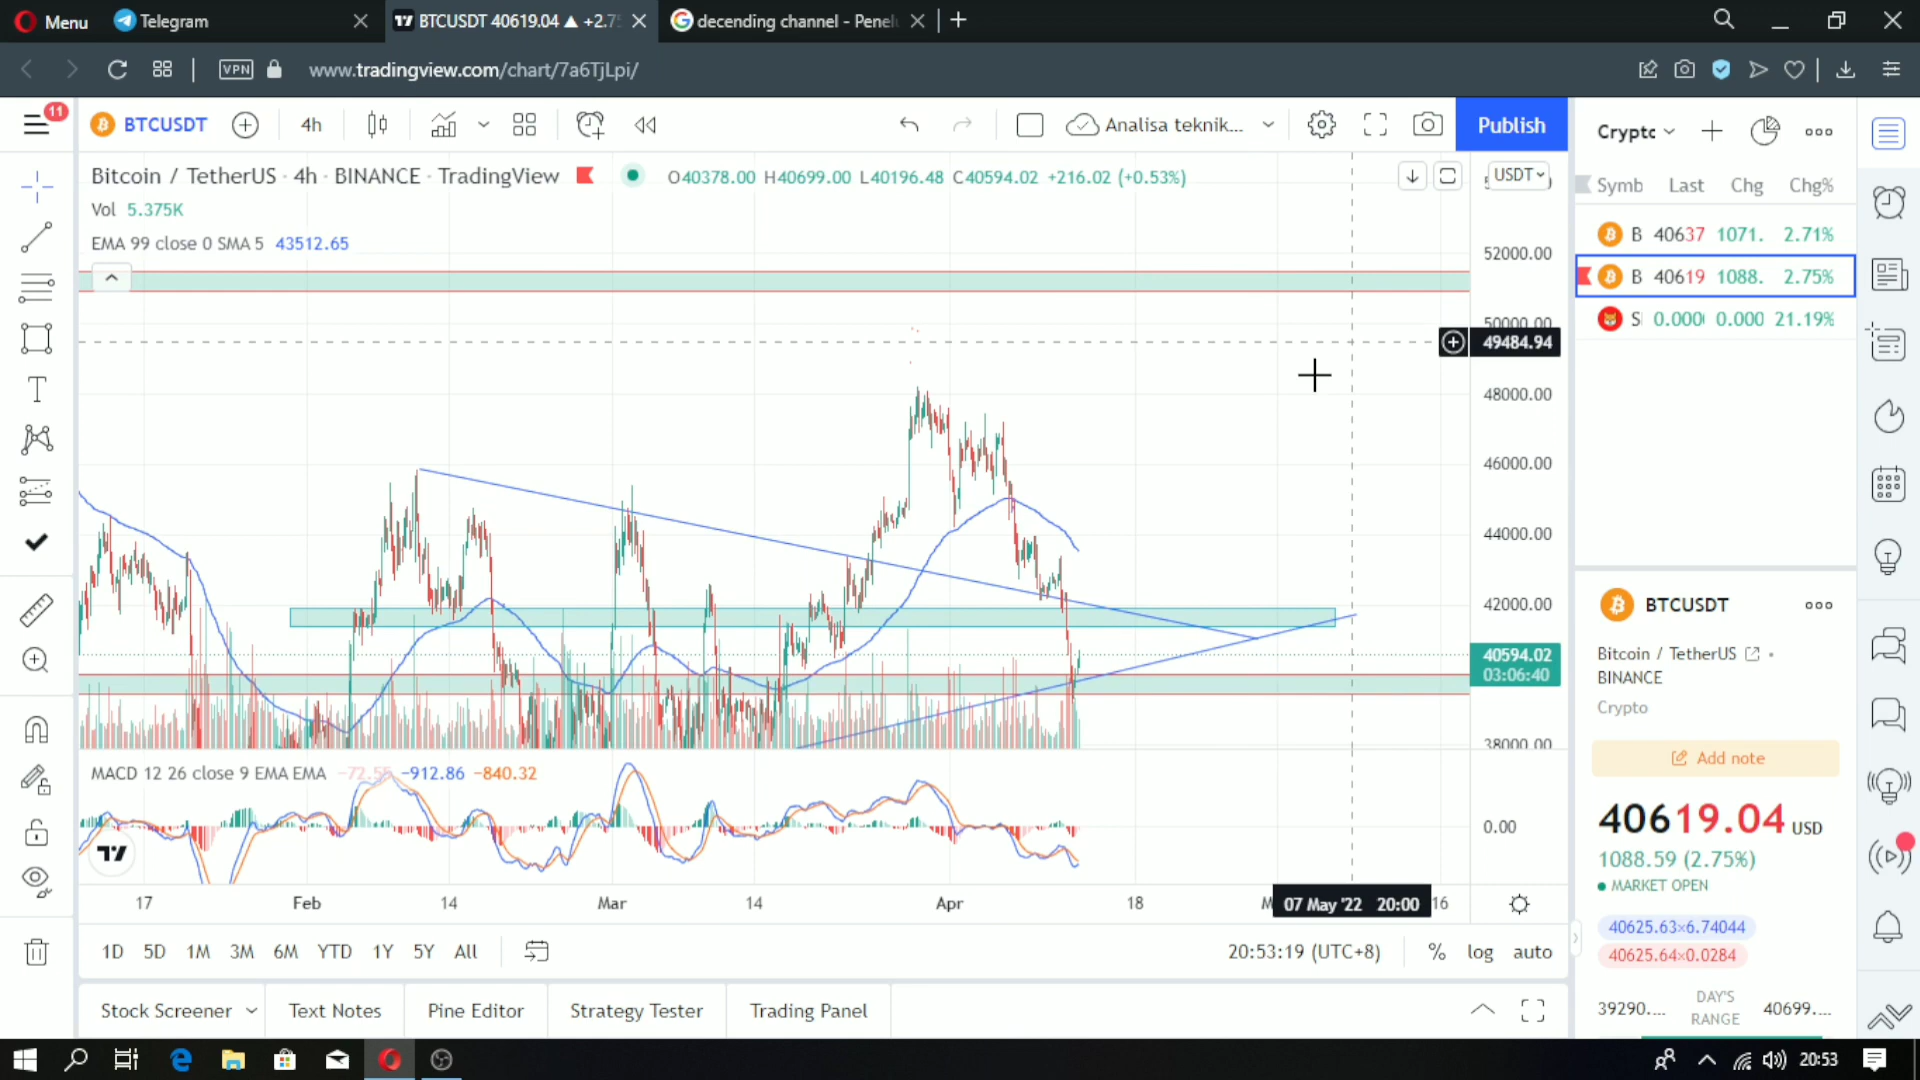 Menu
Telegram
BTCUSDT 40619.04 ▲ +2.7
decending channel - Penel
VPN
www.tradingview.com/chart/7a6TjLpi/
11
BTCUSDT
4h
Analisa teknik...
Publish
Crypto
Bitcoin / TetherUS · 4h · BINANCE · TradingView
O40378.00 H40699.00 L40196.48 C40594.02 +216.02 (+0.53%)
USDT
Symb Last Chg Chg%
Vol 5.375K
EMA 99 close 0 SMA 5 43512.65
B 40637 1071. 2.71%
B 40619 1088. 2.75%
S 0.000 0.000 21.19%
52000.00
50000.00
49484.94
48000.00
46000.00
44000.00
42000.00
40594.02
03:06:40
38000.00
BTCUSDT
Bitcoin / TetherUS
BINANCE
Crypto
Add note
MACD 12 26 close 9 EMA EMA −72.55 −912.86 −840.32
0.00
40619.04 USD
1088.59 (2.75%)
MARKET OPEN
17 Feb 14 Mar 14 Apr 18 07 May '22 20:00 16
40625.63×6.74044
40625.64×0.0284
1D 5D 1M 3M 6M YTD 1Y 5Y All
20:53:19 (UTC+8) % log auto
39290.... DAY'S RANGE 40699....
Stock Screener Text Notes Pine Editor Strategy Tester Trading Panel
20:53